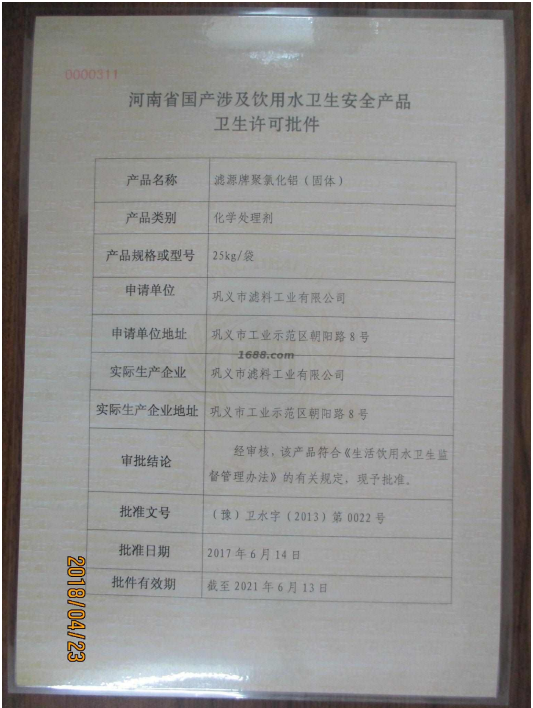 0000311
河南省国产涉及饮用水卫生安全产品
卫生许可批件
产品名称 滤源牌聚氯化铝(固体)
产品类别 化学处理剂
产品规格或型号 25kg/袋
申请单位 巩义市滤料工业有限公司
申请单位地址 巩义市工业示范区朝阳路8号
1688.com
实际生产企业 巩义市滤料工业有限公司
实际生产企业地址 巩义市工业示范区朝阳路8号
审批结论 经审核,该产品符合《生活饮用水卫生监
督管理办法》的有关规定,现予批准。
批准文号 (豫)卫水字(2013)第0022号
批准日期 2017年6月14日
批件有效期 截至2021年6月13日
2018/04/23